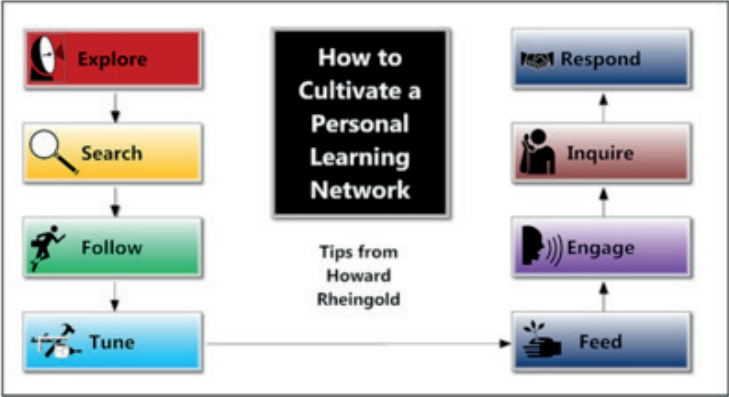 Explore
Search
Follow
Tune
How to
Cultivate a
Personal
Learning
Network
Tips from
Howard
Rheingold
Respond
Inquire
Engage
Feed